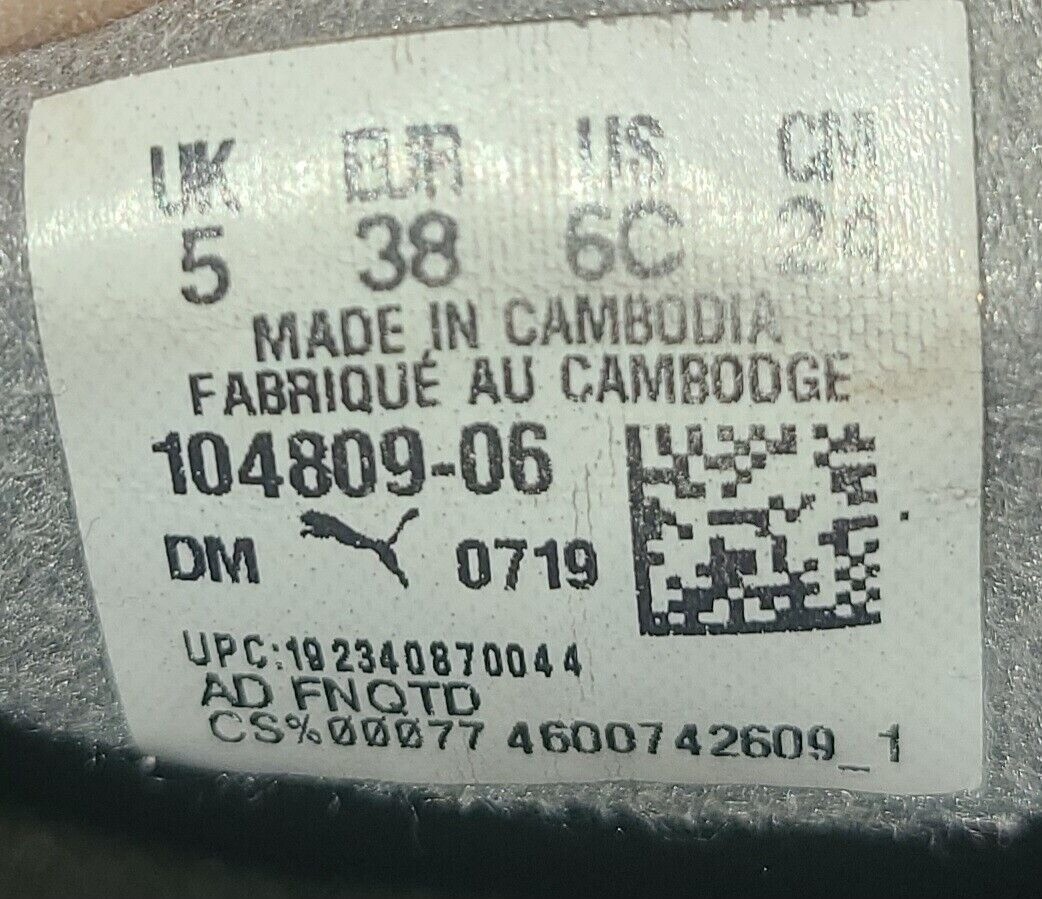 UK EUR US CM
5 38 6C 24
MADE IN CAMBODIA
FABRIQUÉ AU CAMBODGE
104809-06
DM 0719
UPC:192340870044
AD FNQTD
CS%00077 4600742609_1